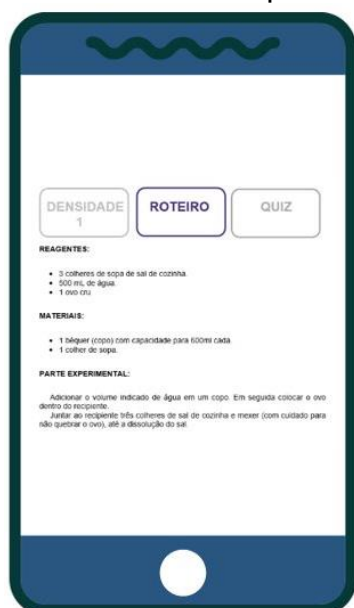 DENSIDADE
1
ROTEIRO
QUIZ
REAGENTES:
• 3 colheres de sopa de sal de cozinha.
• 500 mL de água.
• 1 ovo cru
MATERIAIS:
• 1 béquer (copo) com capacidade para 600ml cada
• 1 colher de sopa.
PARTE EXPERIMENTAL:
Adicionar o volume indicado de água em um copo. Em seguida colocar o ovo
dentro do recipiente.
Juntar ao recipiente três colheres de sal de cozinha e mexer (com cuidado para
não quebrar o ovo), até a dissolução do sal.